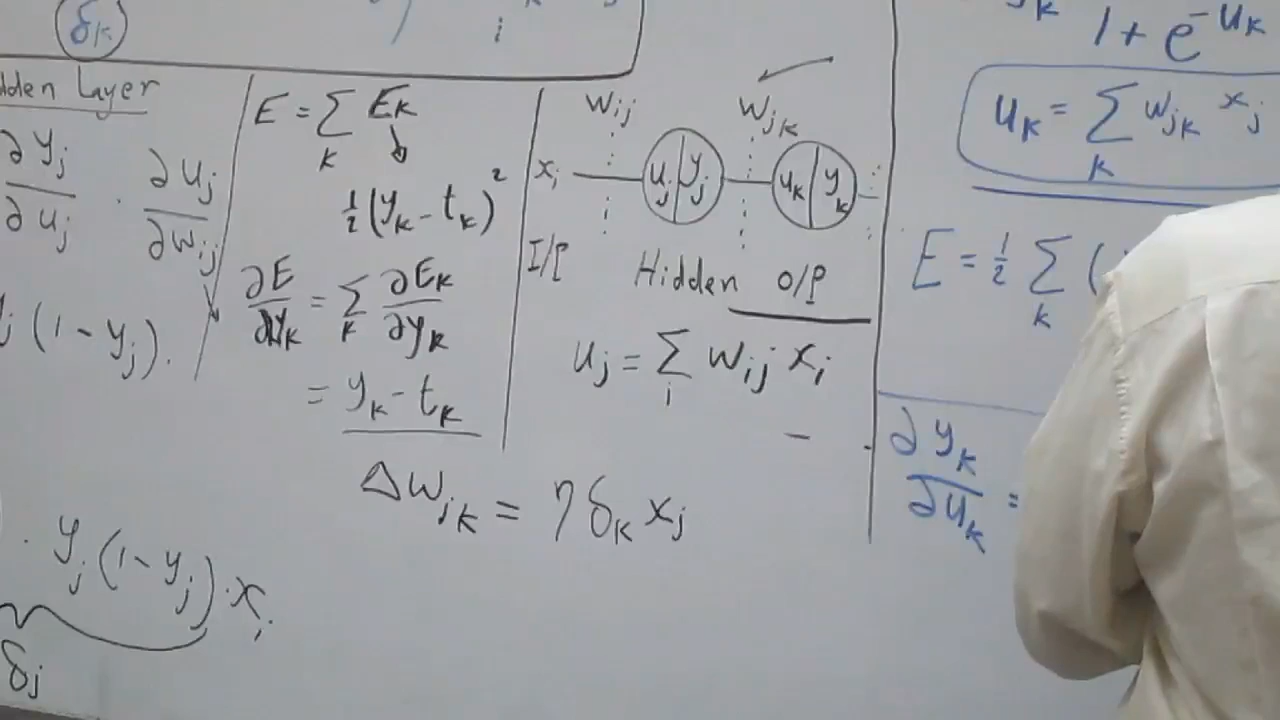 δk
i
dden Layer
∂yj/∂uj · ∂uj/∂wij
j (1 - yj).
· yj (1 - yj) · xi
δj
E = Σk Ek
½ (yk - tk)²
∂E/∂yk = Σk ∂Ek/∂yk
= yk - tk
Δwjk = η δk xj
wij wjk
xi uj yj uk yk
I/P Hidden O/P
uj = Σi wij xi
yk 1 + e^-uk
uk = Σk wjk xj
E = ½ Σk (
∂yk/∂uk =